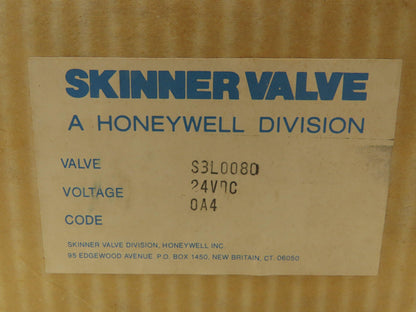 SKINNER VALVE
A HONEYWELL DIVISION
VALVE S3L0080
VOLTAGE 24VDC
CODE 0A4
SKINNER VALVE DIVISION, HONEYWELL INC.
95 EDGEWOOD AVENUE P.O. BOX 1450, NEW BRITAIN, CT. 06050